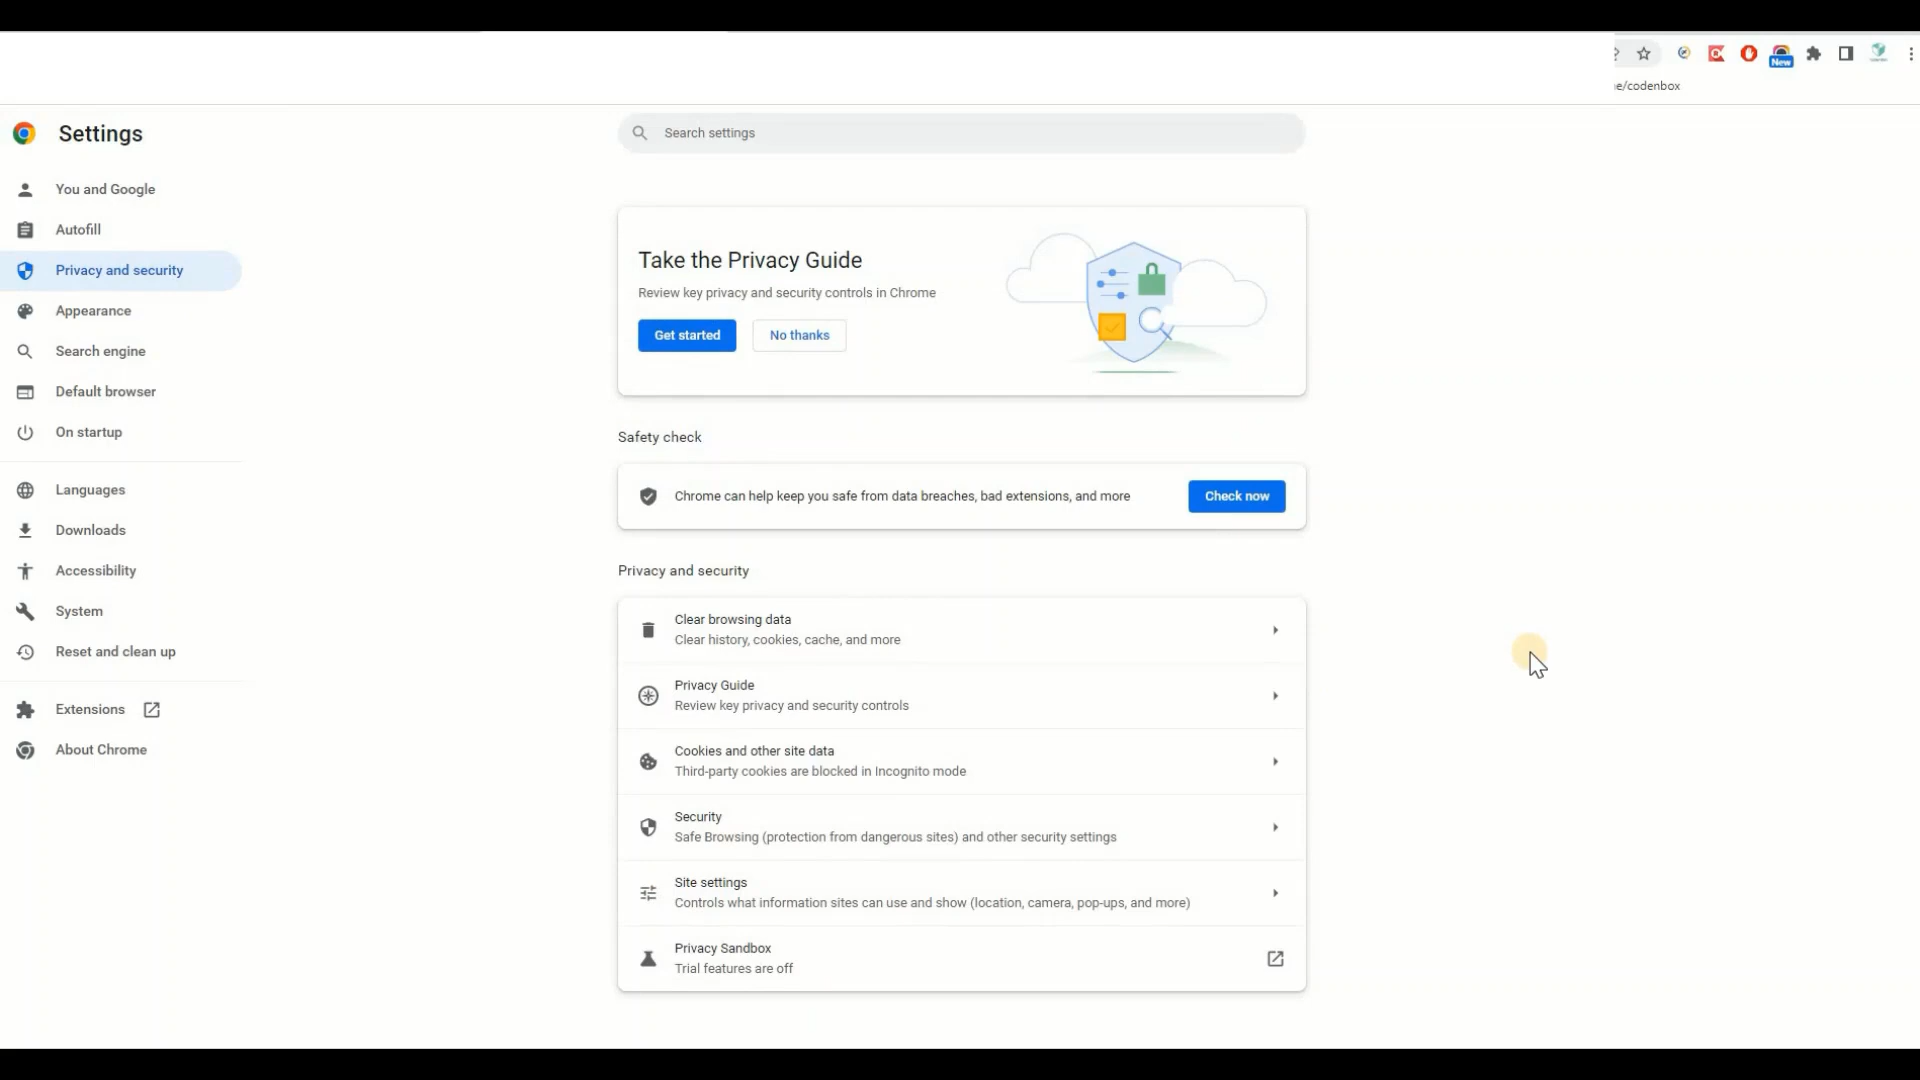 New
e/codenbox
Settings
Search settings
You and Google
Autofill
Privacy and security
Appearance
Search engine
Default browser
On startup
Languages
Downloads
Accessibility
System
Reset and clean up
Extensions
About Chrome
Take the Privacy Guide
Review key privacy and security controls in Chrome
Get started
No thanks
Safety check
Chrome can help keep you safe from data breaches, bad extensions, and more
Check now
Privacy and security
Clear browsing data
Clear history, cookies, cache, and more
Privacy Guide
Review key privacy and security controls
Cookies and other site data
Third-party cookies are blocked in Incognito mode
Security
Safe Browsing (protection from dangerous sites) and other security settings
Site settings
Controls what information sites can use and show (location, camera, pop-ups, and more)
Privacy Sandbox
Trial features are off